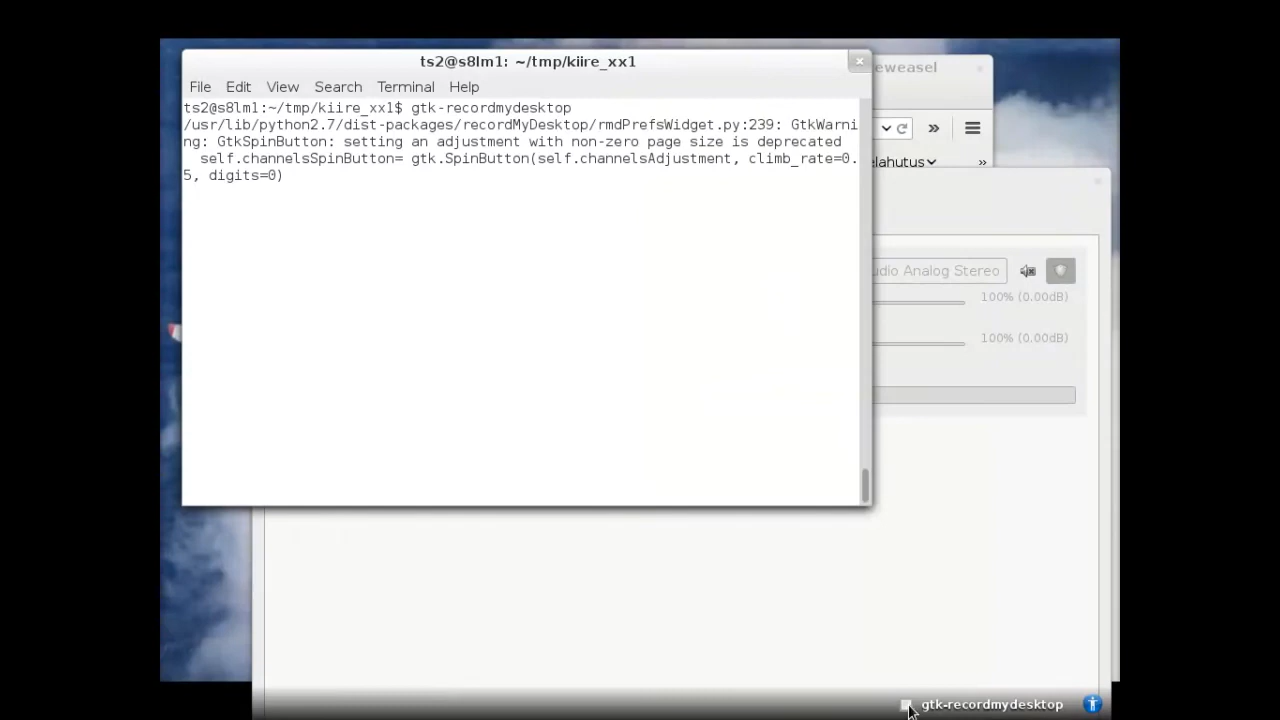 ts2@s8lm1: ~/tmp/kiire_xx1
eweasel
File Edit View Search Terminal Help
ts2@s8lm1:~/tmp/kiire_xx1$ gtk-recordmydesktop
/usr/lib/python2.7/dist-packages/recordMyDesktop/rmdPrefsWidget.py:239: GtkWarni
ng: GtkSpinButton: setting an adjustment with non-zero page size is deprecated
self.channelsSpinButton= gtk.SpinButton(self.channelsAdjustment, climb_rate=0.
5, digits=0)
»
elahutus
»
udio Analog Stereo
100% (0.00dB)
100% (0.00dB)
gtk-recordmydesktop